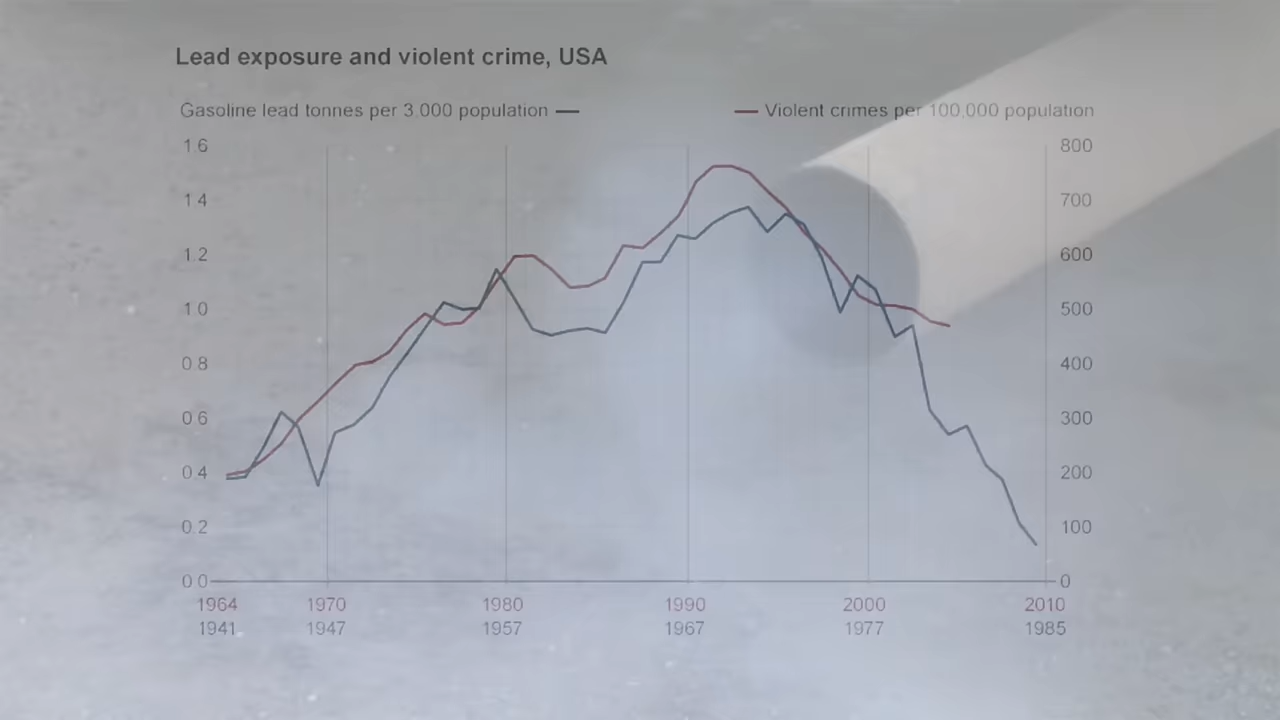 Lead exposure and violent crime, USA
Gasoline lead tonnes per 3.000 population
Violent crimes per 100,000 population
1.6 800
1.4 700
1.2 600
1.0 500
0.8 400
0.6 300
0.4 200
0.2 100
0.0 0
1964 1970 1980 1990 2000 2010
1941 1947 1957 1967 1977 1985